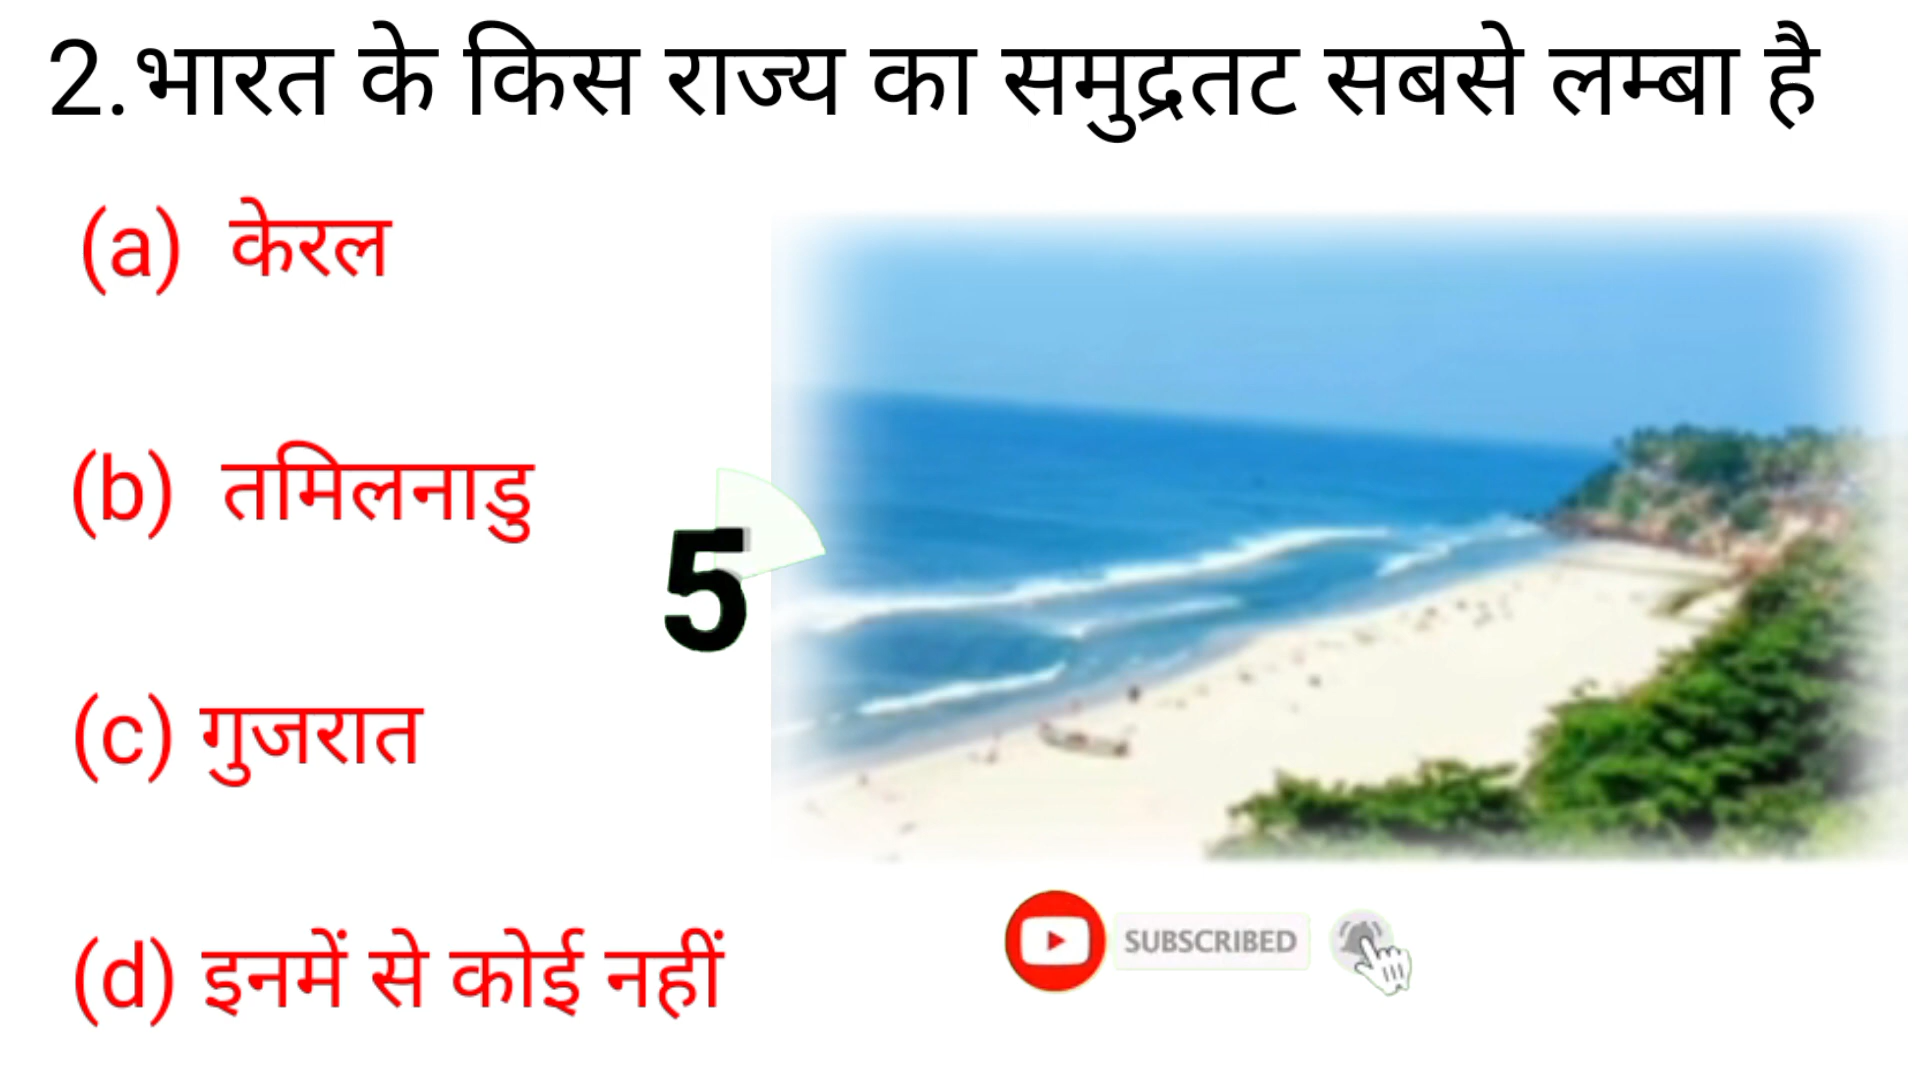 2. भारत के किस राज्य का समुद्रतट सबसे लम्बा है
(a) केरल
(b) तमिलनाडु
5
(c) गुजरात
(d) इनमें से कोई नहीं
SUBSCRIBED